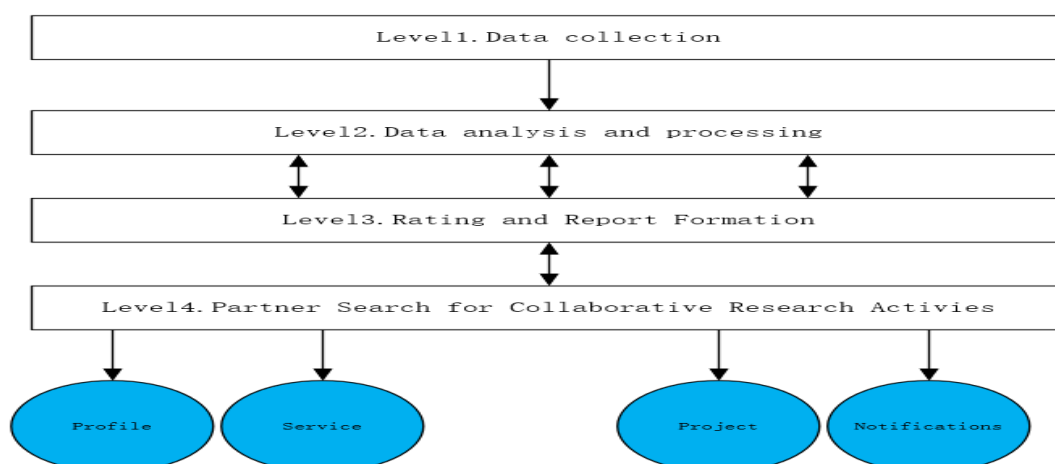 Level1.Data collection
Level2.Data analysis and processing
Level3.Rating and Report Formation
Level4.Partner Search for Collaborative Research Activies
Profile
Service
Project
Notifications